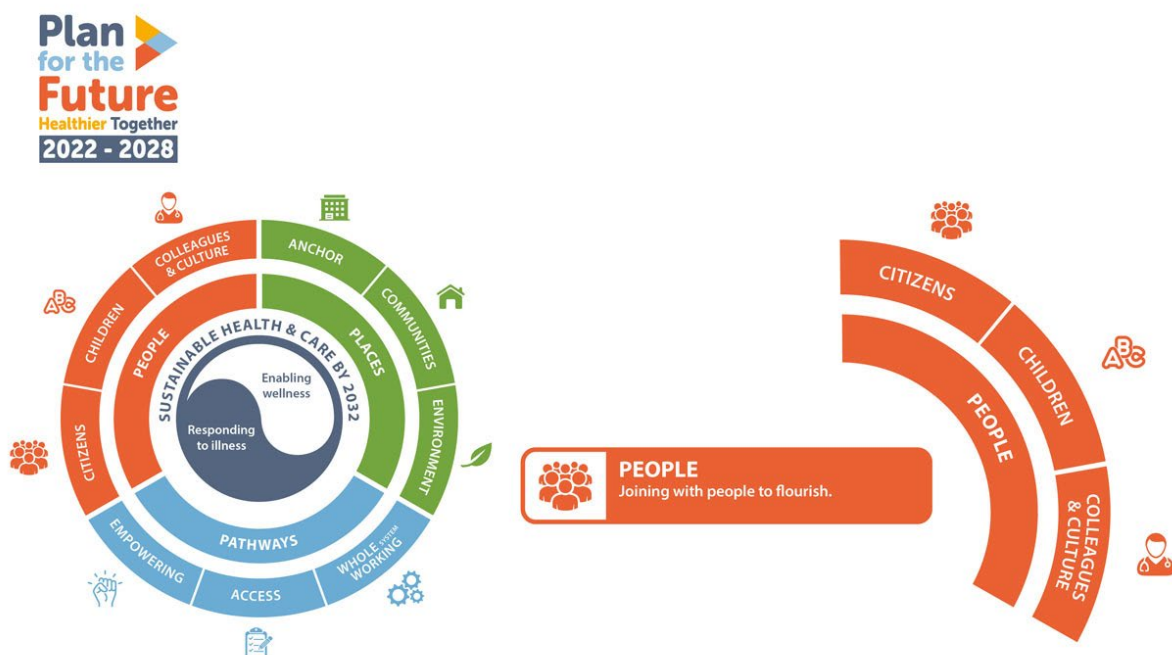 Plan
for the
Future
Healthier Together
2022 - 2028
COLLEAGUES
& CULTURE
ANCHOR
CHILDREN
ABC
COMMUNITIES
PEOPLE
PLACES
SUSTAINABLE HEALTH & CARE BY 2032
Enabling
wellness
Responding
to illness
CITIZENS
ENVIRONMENT
PATHWAYS
EMPOWERING
ACCESS
WHOLE SYSTEM
WORKING
PEOPLE
Joining with people to flourish.
CITIZENS
CHILDREN
ABC
PEOPLE
COLLEAGUES
& CULTURE